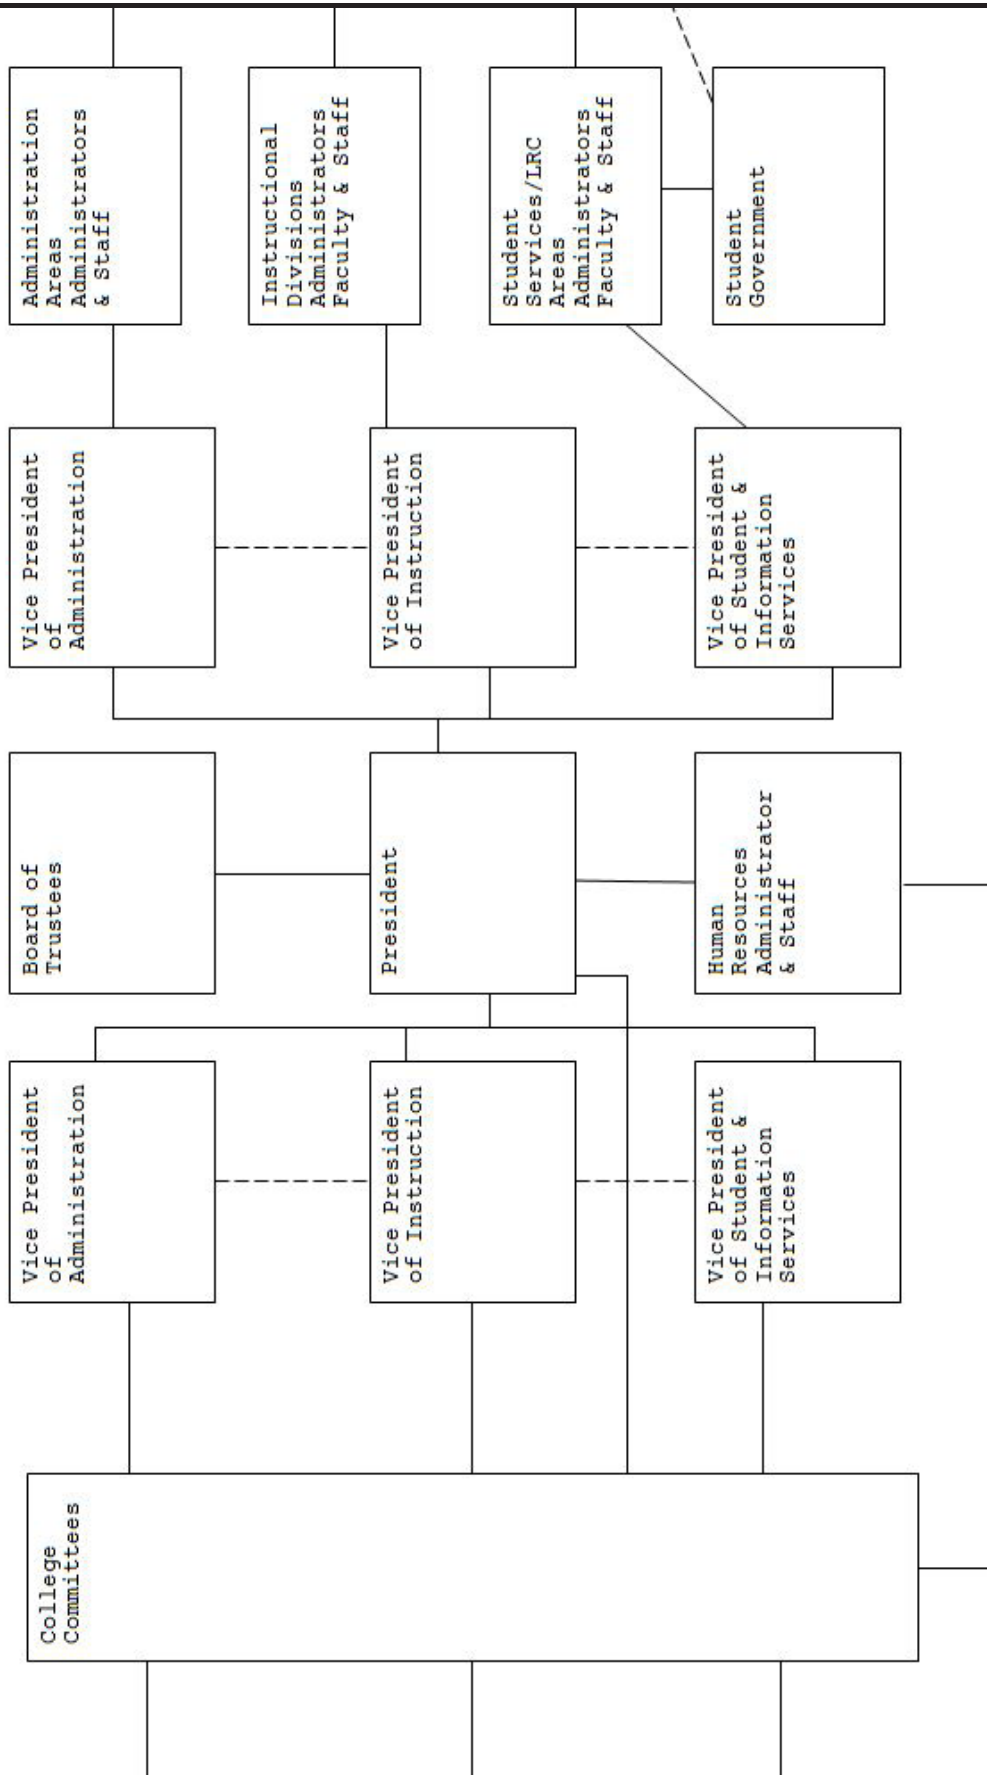 College
Committees
Vice President
of
Administration
Vice President
of Instruction
Vice President
of Student &
Information
Services
Board of
Trustees
President
Human
Resources
Administrator
& Staff
Vice President
of
Administration
Vice President
of Instruction
Vice President
of Student &
Information
Services
Administration
Areas
Administrators
& Staff
Instructional
Divisions
Administrators
Faculty & Staff
Student
Services/LRC
Areas
Administrators
Faculty & Staff
Student
Government